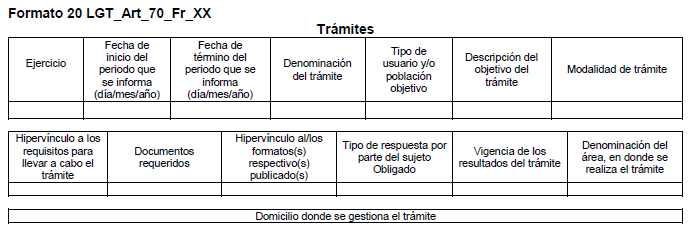 Formato 20 LGT_Art_70_Fr_XX
Trámites
Ejercicio
Fecha de
inicio del
periodo que
se informa
(día/mes/año)
Fecha de
término del
periodo que se
informa
(día/mes/año)
Denominación
del trámite
Tipo de
usuario y/o
población
objetivo
Descripción del
objetivo del
trámite
Modalidad de trámite
Hipervínculo a los
requisitos para
llevar a cabo el
trámite
Documentos
requeridos
Hipervínculo al/los
formatos(s)
respectivo(s)
publicado(s)
Tipo de respuesta por
parte del sujeto
Obligado
Vigencia de los
resultados del trámite
Denominación del
área, en donde se
realiza el trámite
Domicilio donde se gestiona el trámite